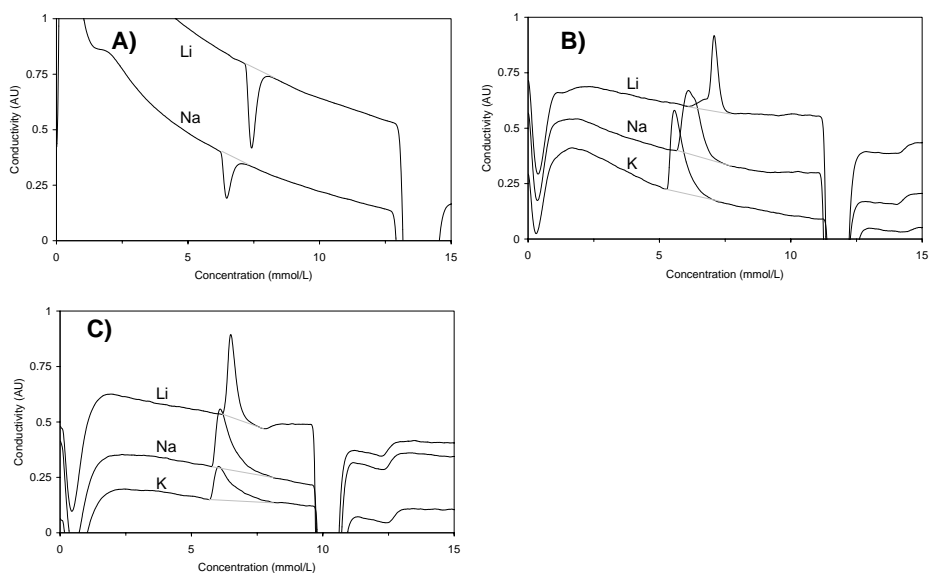 A)
1
0.75
0.5
0.25
0
Conductivity (AU)
Li
Na
0 5 10 15
Concentration (mmol/L)
B)
1
0.75
0.5
0.25
0
Conductivity (AU)
Li
Na
K
0 5 10 15
Concentration (mmol/L)
C)
1
0.75
0.5
0.25
0
Conductivity (AU)
Li
Na
K
0 5 10 15
Concentration (mmol/L)